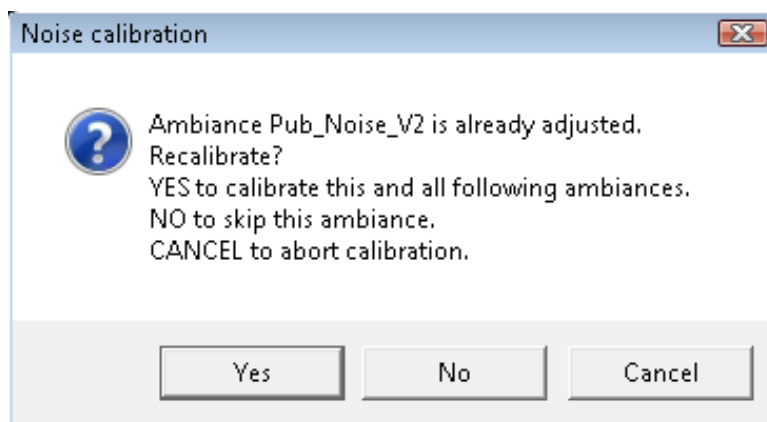 Noise calibration
Ambiance Pub_Noise_V2 is already adjusted.
Recalibrate?
YES to calibrate this and all following ambiances.
NO to skip this ambiance.
CANCEL to abort calibration.
Yes No Cancel